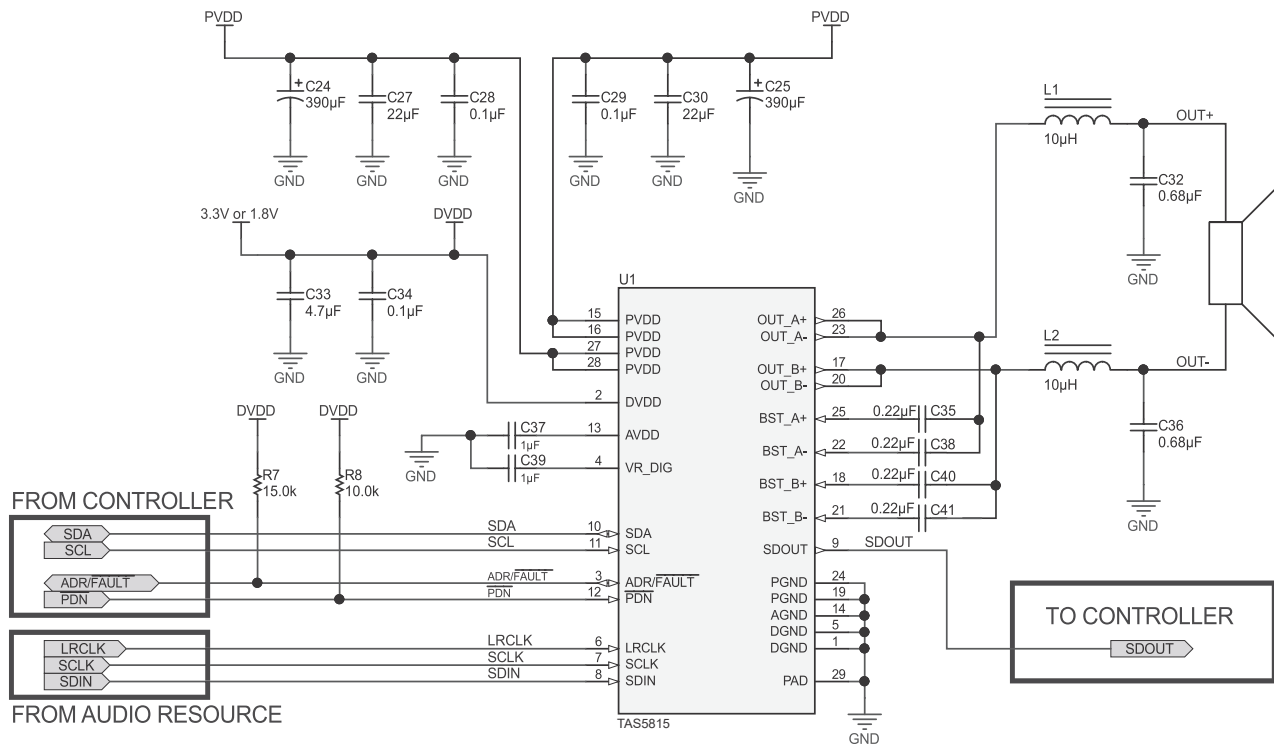 PVDD
PVDD
C24
390µF
C27
22µF
C28
0.1µF
C29
0.1µF
C30
22µF
C25
390µF
GND
GND
GND
GND
GND
GND
L1
10µH
OUT+
C32
0.68µF
GND
3.3V or 1.8V
DVDD
C33
4.7µF
C34
0.1µF
GND
GND
U1
15 PVDD
16 PVDD
27 PVDD
28 PVDD
2 DVDD
13 AVDD
4 VR_DIG
10 SDA
11 SCL
3 ADR/FAULT
12 PDN
6 LRCLK
7 SCLK
8 SDIN
OUT_A+ 26
OUT_A- 23
OUT_B+ 17
OUT_B- 20
BST_A+ 25
BST_A- 22
BST_B+ 18
BST_B- 21
SDOUT 9
PGND 24
PGND 19
AGND 14
DGND 5
DGND 1
PAD 29
TAS5815
GND
0.22µF C35
0.22µF C38
0.22µF C40
0.22µF C41
SDOUT
L2
10µH
OUT-
C36
0.68µF
GND
DVDD
DVDD
R7
15.0k
R8
10.0k
C37
1µF
C39
1µF
GND
FROM CONTROLLER
SDA
SCL
ADR/FAULT
PDN
SDA
SCL
ADR/FAULT
PDN
LRCLK
SCLK
SDIN
LRCLK
SCLK
SDIN
FROM AUDIO RESOURCE
TO CONTROLLER
SDOUT